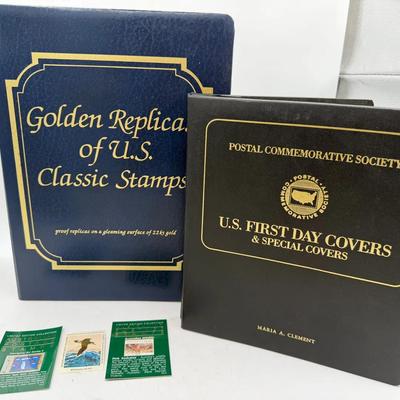 Golden Replicas
of U.S.
Classic Stamps
proof replicas on a gleaming surface of 22kt gold
POSTAL COMMEMORATIVE SOCIETY
POSTAL
COMMEMORATIVE SOCIETY
U.S. FIRST DAY COVERS
& SPECIAL COVERS
MARIA A. CLEMENT